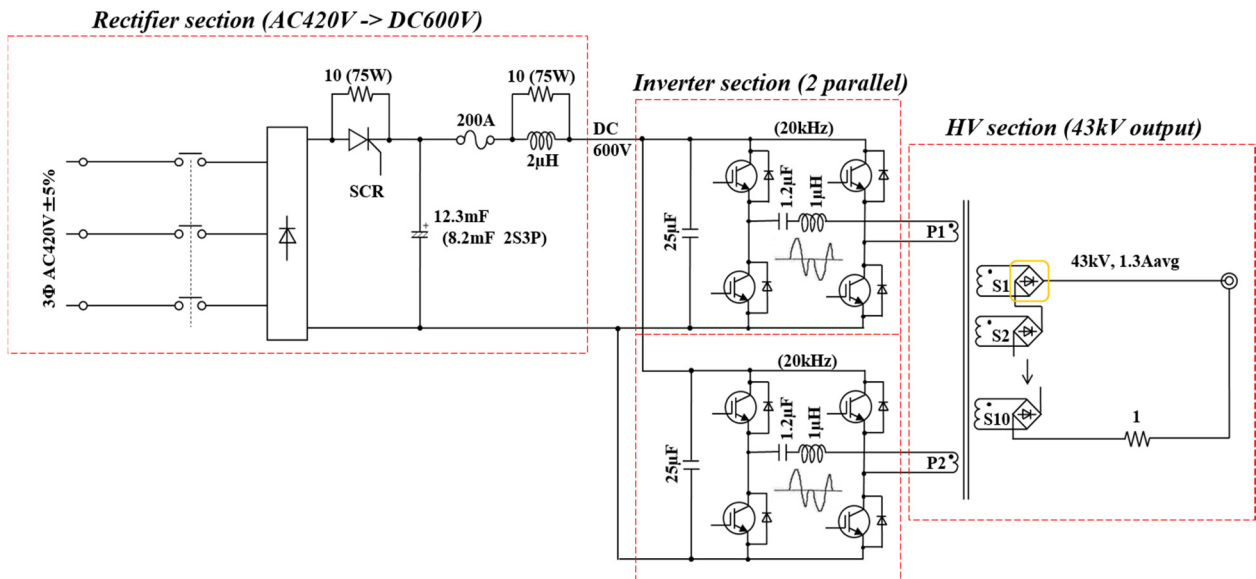 Rectifier section (AC420V -> DC600V)
10 (75W)
10 (75W)
200A
2μH
SCR
12.3mF
(8.2mF 2S3P)
+
3Φ AC420V ±5%
DC
600V
Inverter section (2 parallel)
(20kHz)
1.2μF
1μH
25μF
P1
(20kHz)
1.2μF
1μH
25μF
P2
HV section (43kV output)
43kV, 1.3Aavg
S1
S2
S10
1